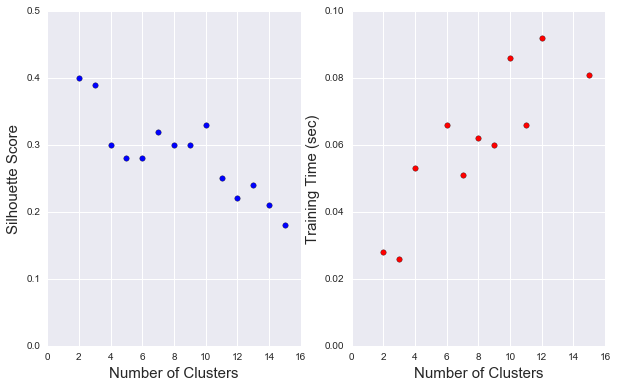 0.5
0.4
0.3
0.2
0.1
0.0
Silhouette Score
0 2 4 6 8 10 12 14 16
Number of Clusters
0.10
0.08
0.06
0.04
0.02
0.00
Training Time (sec)
0 2 4 6 8 10 12 14 16
Number of Clusters